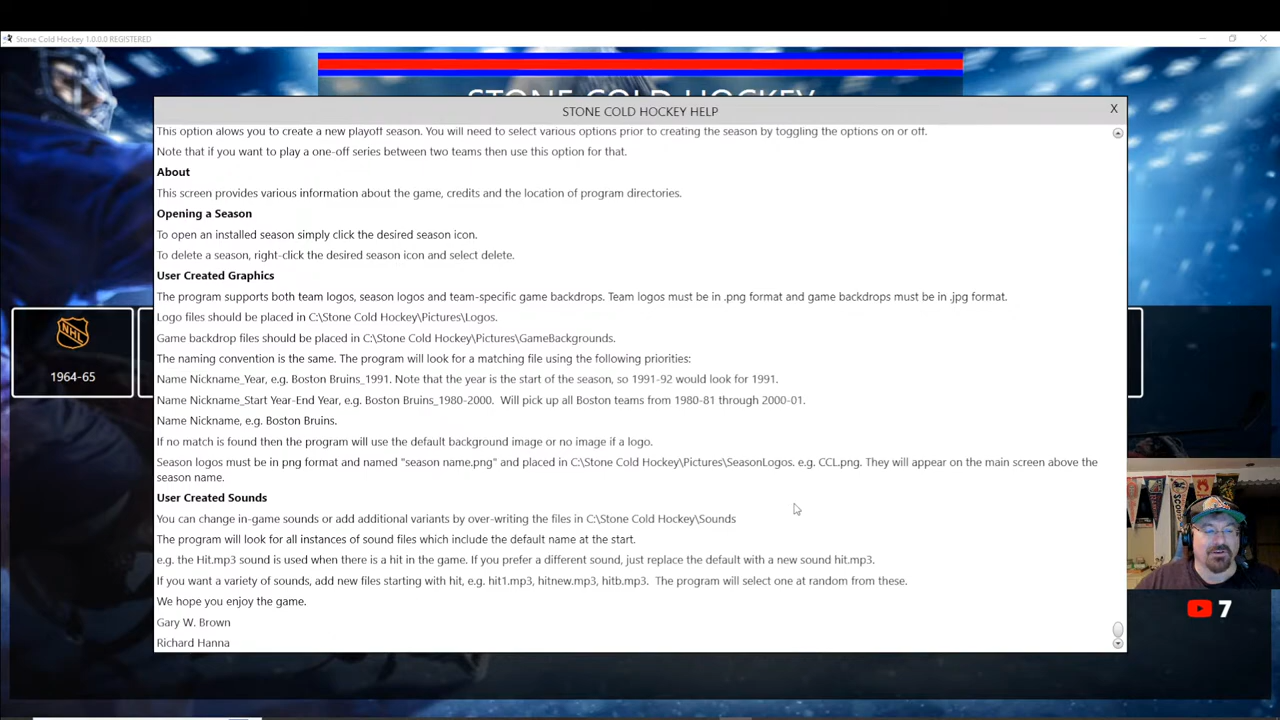 Stone Cold Hockey 1.0.0.0 REGISTERED
STONE COLD HOCKEY
STONE COLD HOCKEY HELP
X
This option alows you to create a new playoff season. You will need to select various options prior to creating the season by toggling the options on or off.
Note that if you want to play a one-off series between two teams then use this option for that.
About
This screen provides various information about the game, credits and the location of program directories.
Opening a Season
To open an installed season simply click the desired season icon.
To delete a season, right-click the desired season icon and select delete.
User Created Graphics
The program supports both team logos, season logos and team-specific game backdrops. Team logos must be in .png format and game backdrops must be in .jpg format.
Logo files should be placed in C:\Stone Cold Hockey\Pictures\Logos.
Game backdrop files should be placed in C:\Stone Cold Hockey\Pictures\GameBackgrounds.
The naming convention is the same. The program will look for a matching file using the following priorities:
Name Nickname_Year, e.g. Boston Bruins_1991. Note that the year is the start of the season, so 1991-92 would look for 1991.
Name Nickname_Start Year-End Year, e.g. Boston Bruins_1980-2000. Will pick up all Boston teams from 1980-81 through 2000-01.
Name Nickname, e.g. Boston Bruins.
If no match is found then the program will use the default background image or no image if a logo.
Season logos must be in png format and named "season name.png" and placed in C:\Stone Cold Hockey\Pictures\SeasonLogos. e.g. CCL.png. They will appear on the main screen above the
season name.
User Created Sounds
You can change in-game sounds or add additional variants by over-writing the files in C:\Stone Cold Hockey\Sounds
The program will look for all instances of sound files which include the default name at the start.
e.g. the Hit.mp3 sound is used when there is a hit in the game. If you prefer a different sound, just replace the default with a new sound hit.mp3.
If you want a variety of sounds, add new files starting with hit, e.g. hit1.mp3, hitnew.mp3, hitb.mp3. The program will select one at random from these.
We hope you enjoy the game.
Gary W. Brown
Richard Hanna
NHL
1964-65
7